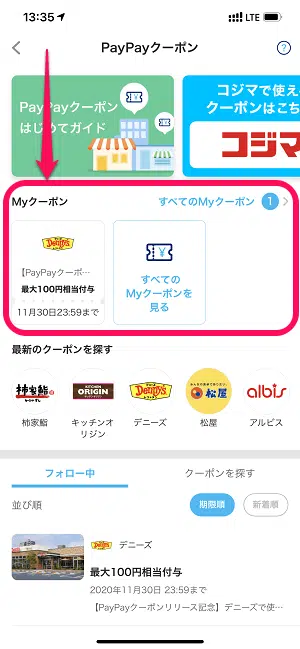 13:35
LTE
PayPayクーポン
?
PayPayクーポン
はじめてガイド
コジマで使え
クーポンはこち
コジマ
Myクーポン
すべてのMyクーポン 1
Denny's
【PayPayクーポ…
最大100円相当付与
11月30日23:59まで
すべての
Myクーポンを
見る
最新のクーポンを探す
柿家鮨
KITCHEN
ORIGIN
Denny's
松屋
albis
柿家鮨
キッチンオ
リジン
デニーズ
松屋
アルビス
フォロー中
クーポンを探す
並び順
期限順
新着順
Denny's
デニーズ
最大100円相当付与
2020年11月30日 23:59まで
【PayPayクーポンリリース記念】デニーズで使…